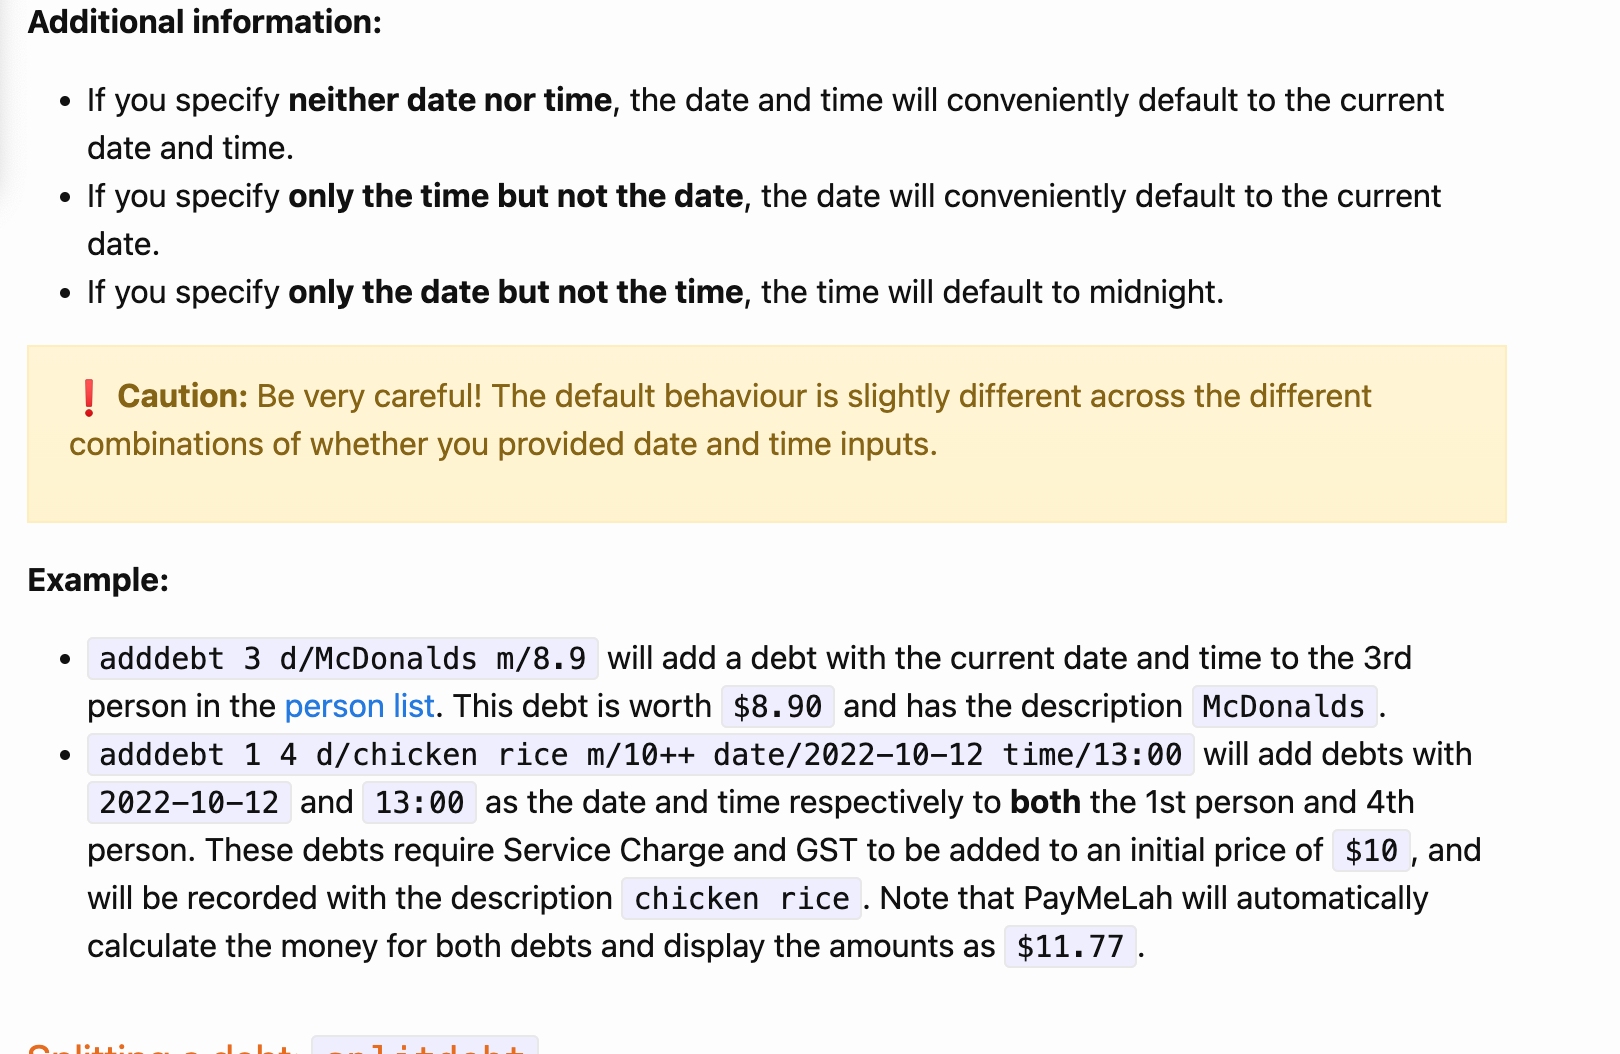 Additional information:
If you specify neither date nor time, the date and time will conveniently default to the current
date and time.
If you specify only the time but not the date, the date will conveniently default to the current
date.
If you specify only the date but not the time, the time will default to midnight.
❗ Caution: Be very careful! The default behaviour is slightly different across the different
combinations of whether you provided date and time inputs.
Example:
adddebt 3 d/McDonalds m/8.9 will add a debt with the current date and time to the 3rd
person in the person list. This debt is worth $8.90 and has the description McDonalds.
adddebt 1 4 d/chicken rice m/10++ date/2022-10-12 time/13:00 will add debts with
2022-10-12 and 13:00 as the date and time respectively to both the 1st person and 4th
person. These debts require Service Charge and GST to be added to an initial price of $10, and
will be recorded with the description chicken rice. Note that PayMeLah will automatically
calculate the money for both debts and display the amounts as $11.77.
Splitting a debt: splitdebt